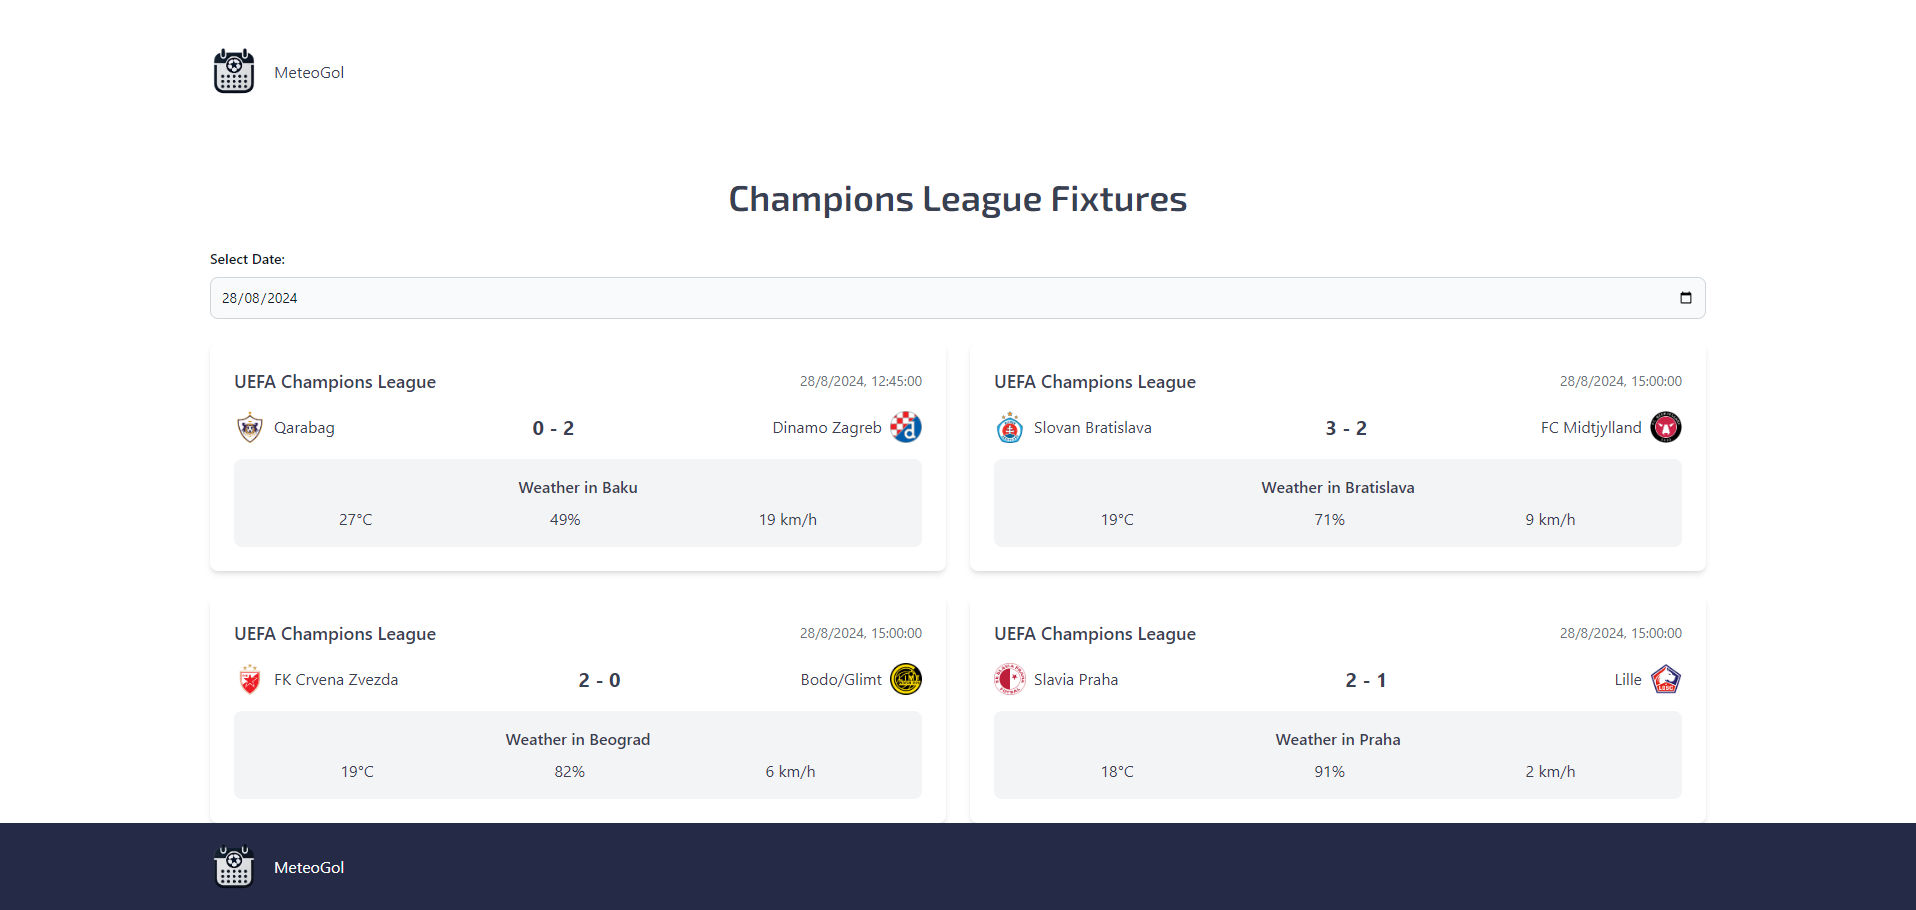 MeteoGol
Champions League Fixtures
Select Date:
28/08/2024
UEFA Champions League 28/8/2024, 12:45:00
Qarabag 0 - 2 Dinamo Zagreb
Weather in Baku
27°C 49% 19 km/h
UEFA Champions League 28/8/2024, 15:00:00
Slovan Bratislava 3 - 2 FC Midtjylland
Weather in Bratislava
19°C 71% 9 km/h
UEFA Champions League 28/8/2024, 15:00:00
FK Crvena Zvezda 2 - 0 Bodo/Glimt
Weather in Beograd
19°C 82% 6 km/h
UEFA Champions League 28/8/2024, 15:00:00
Slavia Praha 2 - 1 Lille
Weather in Praha
18°C 91% 2 km/h
MeteoGol